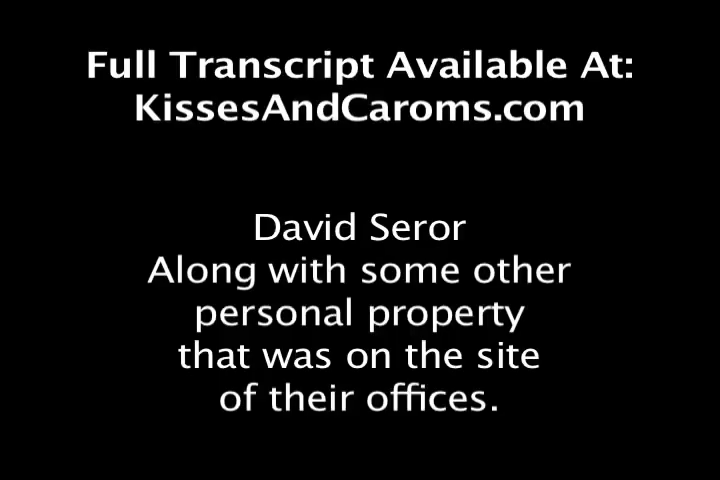 Full Transcript Available At:
KissesAndCaroms.com
David Seror
Along with some other
personal property
that was on the site
of their offices.